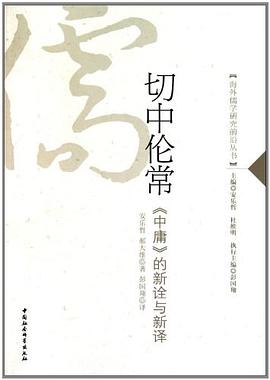 儒
【海外儒学研究前沿丛书】
主编◎安乐哲 杜维明 执行主编◎彭国翔
切中伦常
《中庸》的新诠与新译
安乐哲 郝大维◎著 彭国翔◎译
中国社会科学出版社